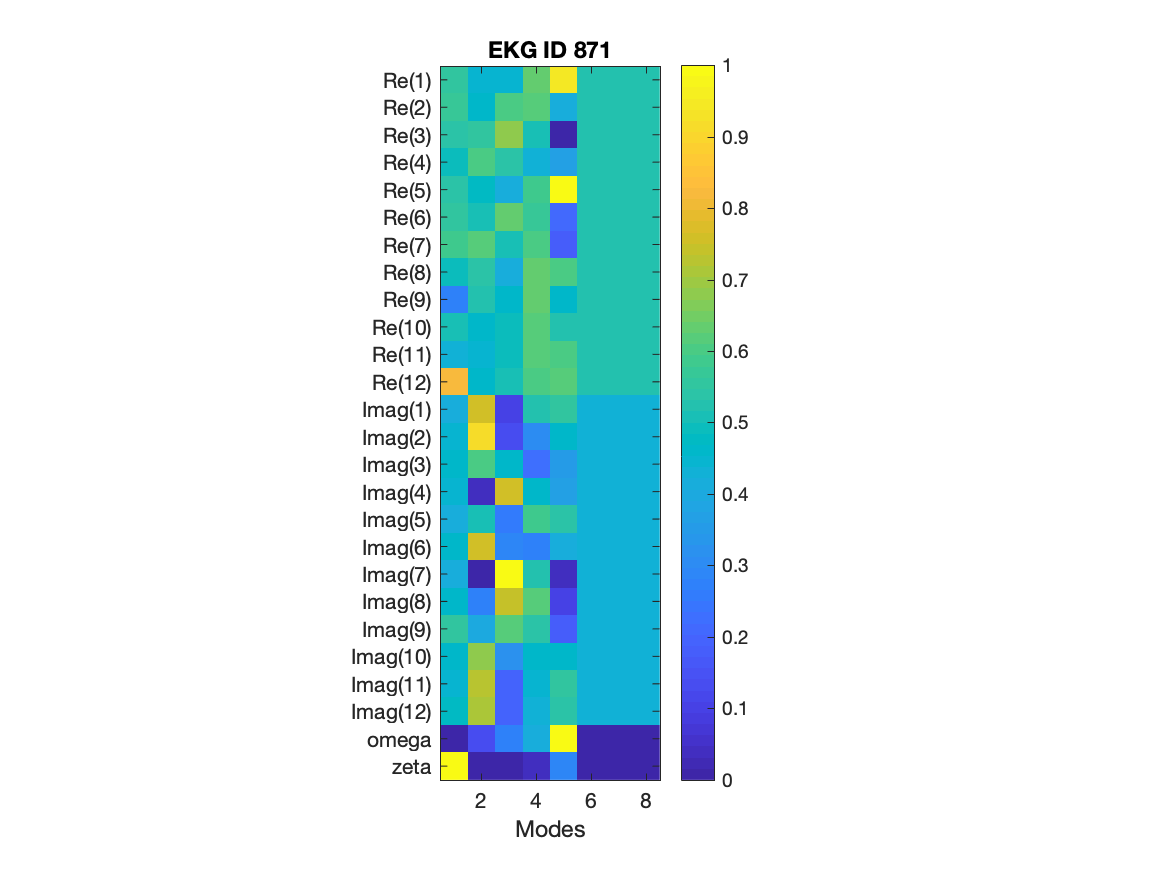 EKG ID 871
Re(1)
Re(2)
Re(3)
Re(4)
Re(5)
Re(6)
Re(7)
Re(8)
Re(9)
Re(10)
Re(11)
Re(12)
Imag(1)
Imag(2)
Imag(3)
Imag(4)
Imag(5)
Imag(6)
Imag(7)
Imag(8)
Imag(9)
Imag(10)
Imag(11)
Imag(12)
omega
zeta
2 4 6 8
Modes
1
0.9
0.8
0.7
0.6
0.5
0.4
0.3
0.2
0.1
0